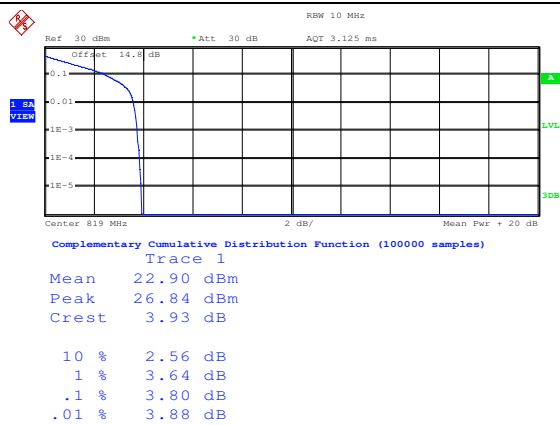 RBW 10 MHz
Ref 30 dBm *Att 30 dB AQT 3.125 ms
Offset 14.8 dB
0.1
A
0.01
1 SA
VIEW
1E-3
LVL
1E-4
1E-5
3DB
Center 819 MHz 2 dB/ Mean Pwr + 20 dB
Complementary Cumulative Distribution Function (100000 samples)
Trace 1
Mean 22.90 dBm
Peak 26.84 dBm
Crest 3.93 dB
10 % 2.56 dB
1 % 3.64 dB
.1 % 3.80 dB
.01 % 3.88 dB